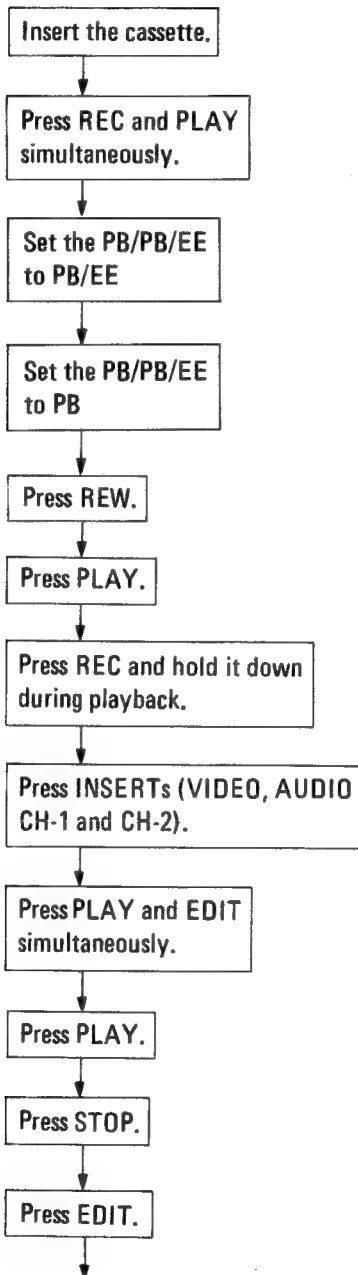 Insert the cassette.
Press REC and PLAY
simultaneously.
Set the PB/PB/EE
to PB/EE
Set the PB/PB/EE
to PB
Press REW.
Press PLAY.
Press REC and hold it down
during playback.
Press INSERTs (VIDEO, AUDIO
CH-1 and CH-2).
Press PLAY and EDIT
simultaneously.
Press PLAY.
Press STOP.
Press EDIT.